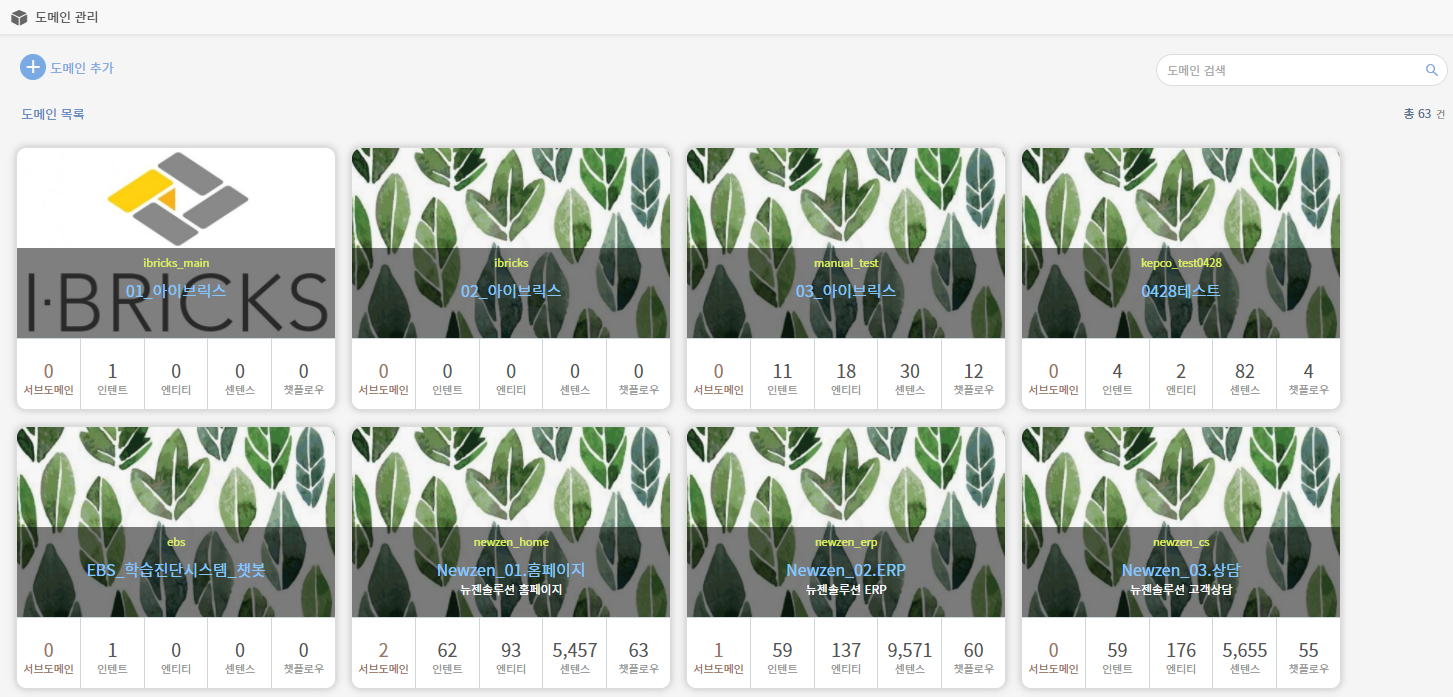 도메인 관리
도메인 추가
도메인 검색
도메인 목록
총 63 건
ibricks_main
01_아이브릭스
I·BRICKS
0 1 0 0 0
서브도메인 인텐트 엔티티 센텐스 챗플로우
ibricks
02_아이브릭스
0 0 0 0 0
서브도메인 인텐트 엔티티 센텐스 챗플로우
manual_test
03_아이브릭스
0 11 18 30 12
서브도메인 인텐트 엔티티 센텐스 챗플로우
kepco_test0428
0428테스트
0 4 2 82 4
서브도메인 인텐트 엔티티 센텐스 챗플로우
ebs
EBS_학습진단시스템_챗봇
0 1 0 0 0
서브도메인 인텐트 엔티티 센텐스 챗플로우
newzen_home
Newzen_01.홈페이지
뉴젠솔루션 홈페이지
2 62 93 5,457 63
서브도메인 인텐트 엔티티 센텐스 챗플로우
newzen_erp
Newzen_02.ERP
뉴젠솔루션 ERP
1 59 137 9,571 60
서브도메인 인텐트 엔티티 센텐스 챗플로우
newzen_cs
Newzen_03.상담
뉴젠솔루션 고객상담
0 59 176 5,655 55
서브도메인 인텐트 엔티티 센텐스 챗플로우